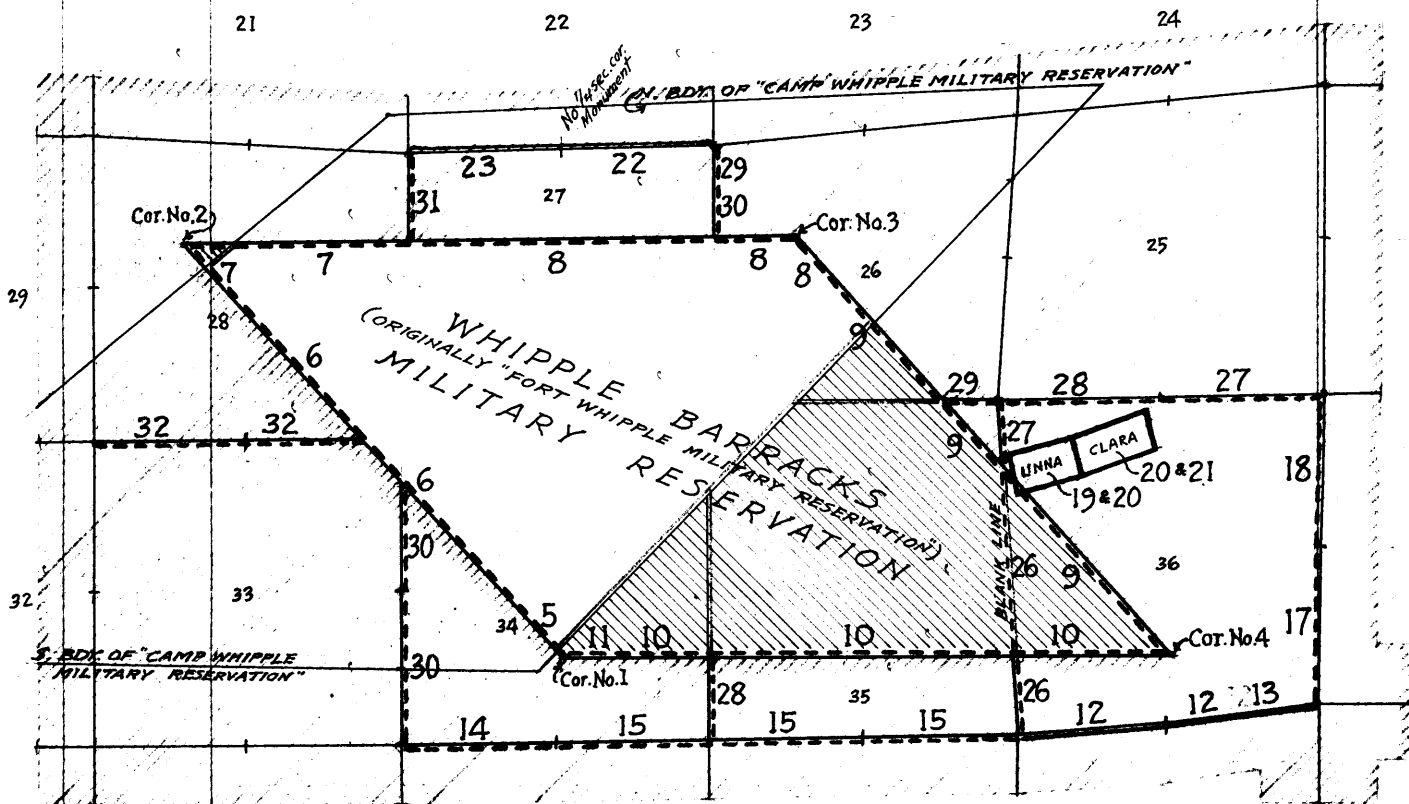 21 22 23 24
No 1/4 sec. cor.
Monument
N. BDY. OF "CAMP WHIPPLE MILITARY RESERVATION"
23 22 29
31 27 30
Cor. No. 2 Cor. No. 3
7 7 8 8 8 26 25
29
28
6
9
WHIPPLE BARRACKS
(ORIGINALLY "FORT WHIPPLE MILITARY RESERVATION")
MILITARY RESERVATION
32 32
29 28 27
9 27
LINNA CLARA
20 & 21
19 & 20
18
6
30
BLANK LINE
26 9 36
32 33
34 5
11 10 10 10
17
Cor. No. 4
S. BDY. OF "CAMP WHIPPLE
MILITARY RESERVATION"
30
Cor. No. 1
28 35 26
14 15 15 15 12 12 13